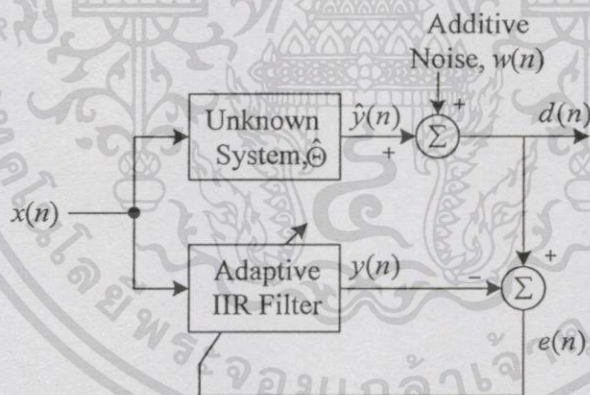 Additive
Noise, w(n)
Unknown
System, Θ̂
ŷ(n)
+
+
Σ
d(n)
x(n)
Adaptive
IIR Filter
y(n)
−
+
Σ
e(n)